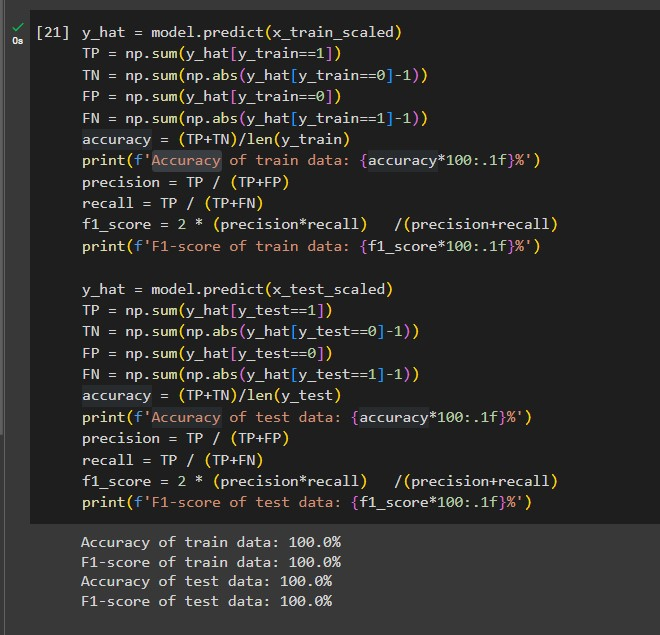 [21] y_hat = model.predict(x_train_scaled)
TP = np.sum(y_hat[y_train==1])
TN = np.sum(np.abs(y_hat[y_train==0]-1))
FP = np.sum(y_hat[y_train==0])
FN = np.sum(np.abs(y_hat[y_train==1]-1))
accuracy = (TP+TN)/len(y_train)
print(f'Accuracy of train data: {accuracy*100:.1f}%')
precision = TP / (TP+FP)
recall = TP / (TP+FN)
f1_score = 2 * (precision*recall)   /(precision+recall)
print(f'F1-score of train data: {f1_score*100:.1f}%')
y_hat = model.predict(x_test_scaled)
TP = np.sum(y_hat[y_test==1])
TN = np.sum(np.abs(y_hat[y_test==0]-1))
FP = np.sum(y_hat[y_test==0])
FN = np.sum(np.abs(y_hat[y_test==1]-1))
accuracy = (TP+TN)/len(y_test)
print(f'Accuracy of test data: {accuracy*100:.1f}%')
precision = TP / (TP+FP)
recall = TP / (TP+FN)
f1_score = 2 * (precision*recall)   /(precision+recall)
print(f'F1-score of test data: {f1_score*100:.1f}%')
0s
Accuracy of train data: 100.0%
F1-score of train data: 100.0%
Accuracy of test data: 100.0%
F1-score of test data: 100.0%